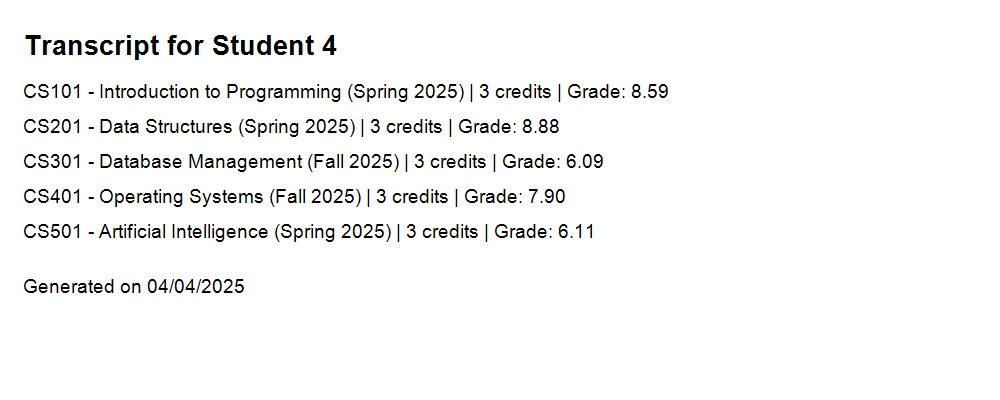 Transcript for Student 4
CS101 - Introduction to Programming (Spring 2025) | 3 credits | Grade: 8.59
CS201 - Data Structures (Spring 2025) | 3 credits | Grade: 8.88
CS301 - Database Management (Fall 2025) | 3 credits | Grade: 6.09
CS401 - Operating Systems (Fall 2025) | 3 credits | Grade: 7.90
CS501 - Artificial Intelligence (Spring 2025) | 3 credits | Grade: 6.11
Generated on 04/04/2025